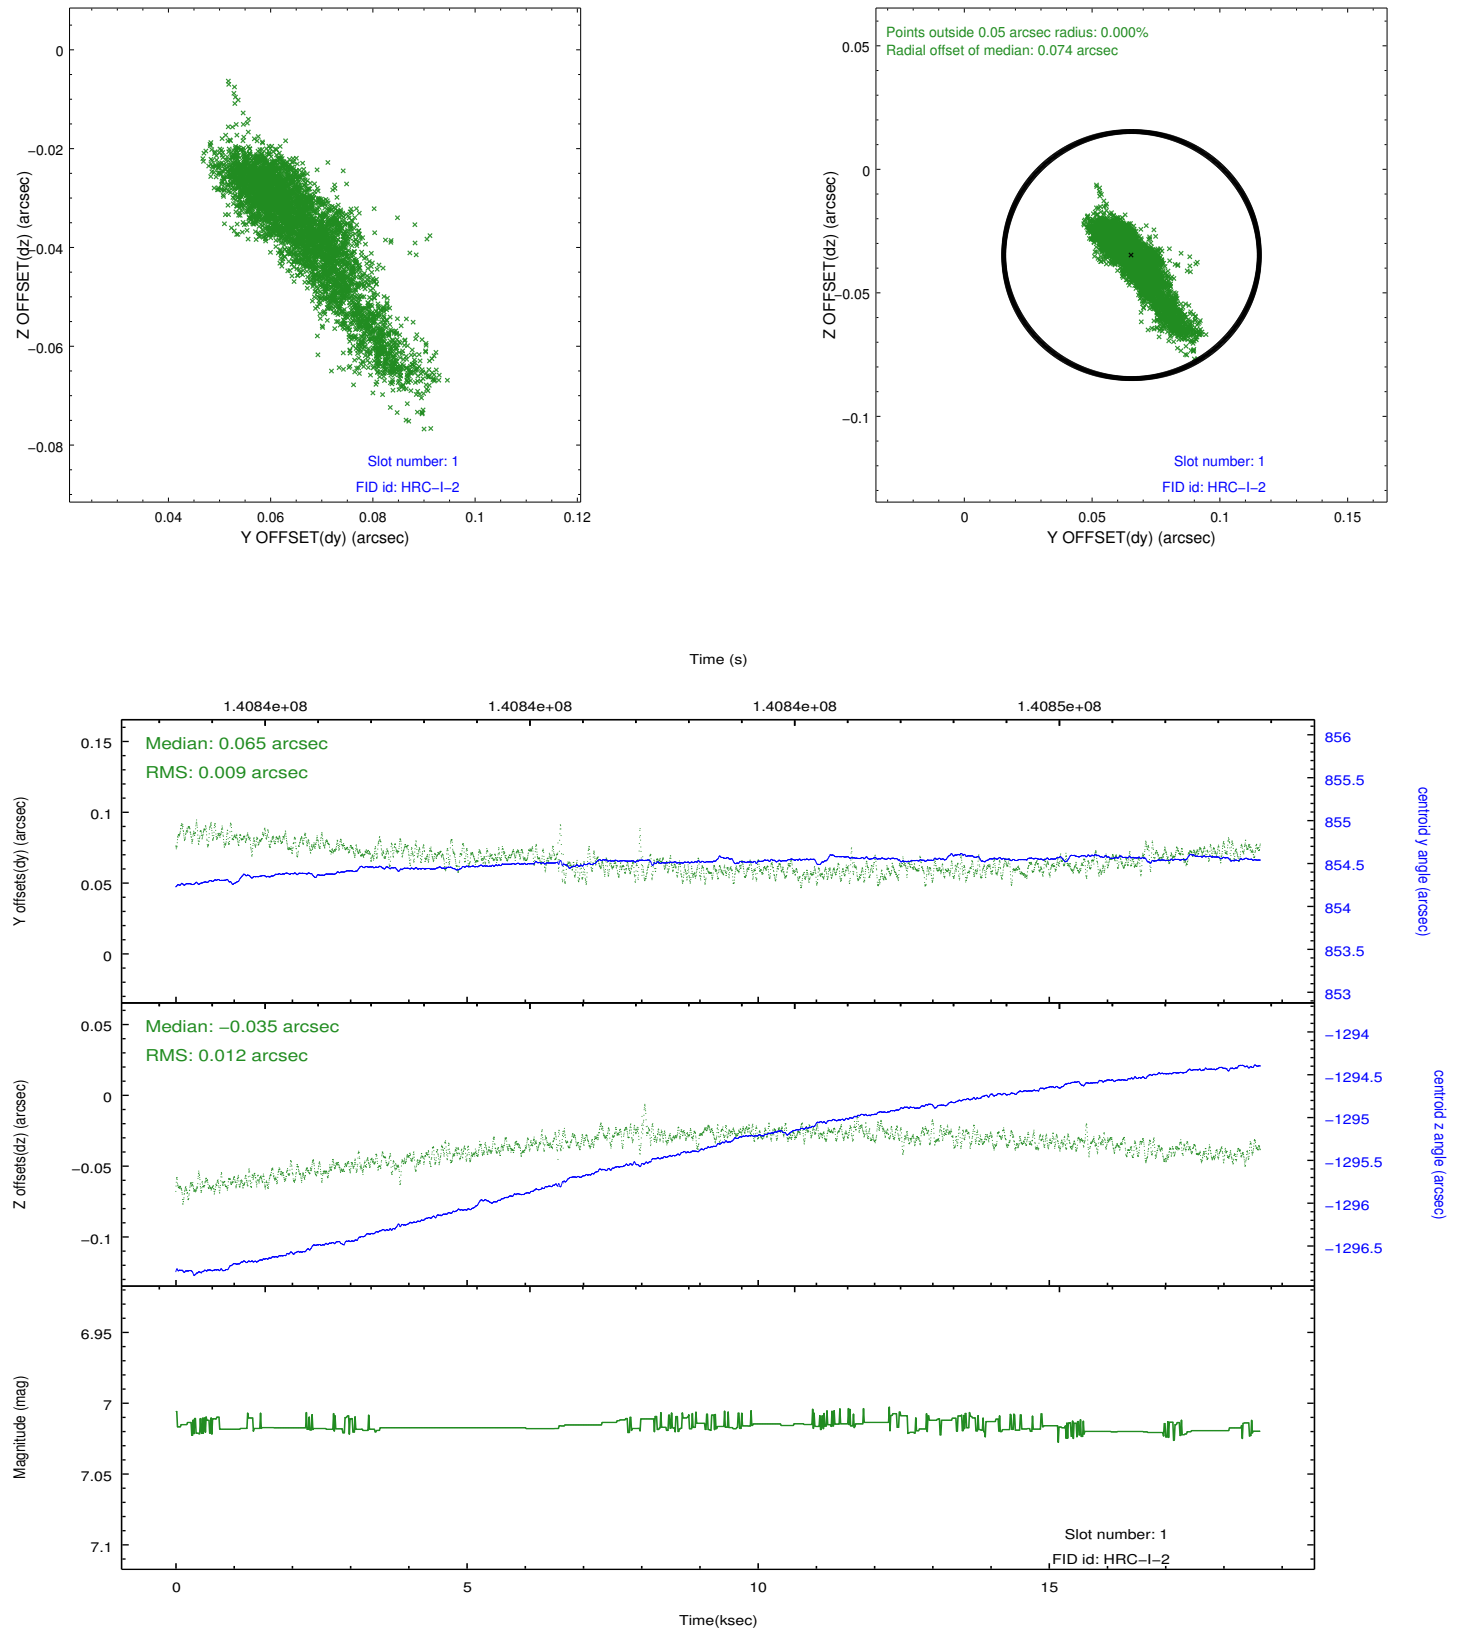 0
−0.02
−0.04
−0.06
−0.08
Z OFFSET(dz) (arcsec)
Slot number: 1
FID id: HRC−I−2
0.04 0.06 0.08 0.1 0.12
Y OFFSET(dy) (arcsec)
Points outside 0.05 arcsec radius: 0.000%
Radial offset of median: 0.074 arcsec
0.05
0
−0.05
−0.1
Z OFFSET(dz) (arcsec)
Slot number: 1
FID id: HRC−I−2
0 0.05 0.1 0.15
Y OFFSET(dy) (arcsec)
Time (s)
1.4084e+08 1.4084e+08 1.4084e+08 1.4085e+08
Median: 0.065 arcsec
RMS: 0.009 arcsec
0.15
0.1
0.05
0
Y offsets(dy) (arcsec)
856
855.5
855
854.5
854
853.5
853
centroid y angle (arcsec)
Median: −0.035 arcsec
RMS: 0.012 arcsec
0.05
0
−0.05
−0.1
Z offsets(dz) (arcsec)
−1294
−1294.5
−1295
−1295.5
−1296
−1296.5
centroid z angle (arcsec)
6.95
7
7.05
7.1
Magnitude (mag)
Slot number: 1
FID id: HRC−I−2
0 5 10 15
Time(ksec)